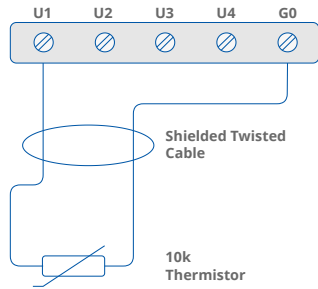 U1 U2 U3 U4 G0
Shielded Twisted
Cable
10k
Thermistor